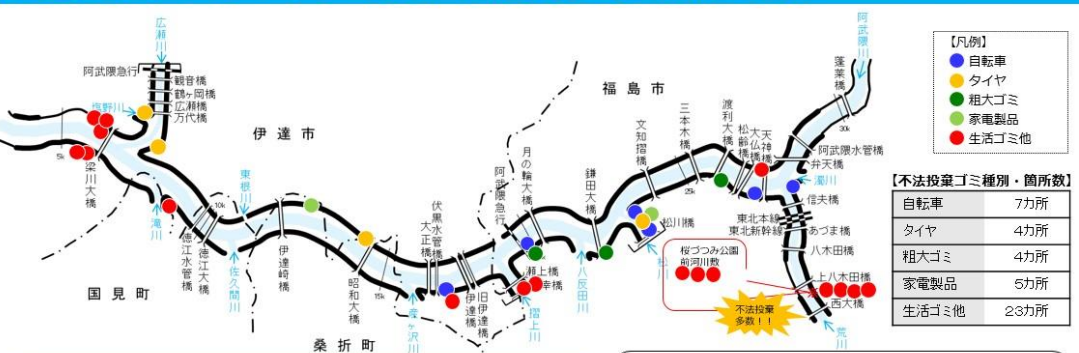 広瀬川
阿武隈急行
観音橋
鶴ヶ岡橋
広瀬橋
万代橋
塩野川
5k
梁川大橋
滝川
10k
徳江水管橋
徳江大橋
東根川
佐久間川
伊達崎橋
伊達市
国見町
桑折町
昭和大橋
15k
産ヶ沢川
大正橋
伏黒水管橋
伊達橋
旧伊達橋
阿武隈急行
月の輪大橋
瀬上橋
幸橋
摺上川
八反田川
鎌田大橋
文知摺橋
松川橋
松川
福島市
三本木橋
25k
渡利大橋
松齢橋
大仏橋
天神橋
蓬莱橋
30k
阿武隈川
阿武隈水管橋
弁天橋
濁川
信夫橋
東北本線
東北新幹線
あづま橋
八木田橋
上八木田橋
西大橋
荒川
桜づつみ公園
前河川敷
不法投棄
多数！！
【凡例】
自転車
タイヤ
粗大ゴミ
家電製品
生活ゴミ他
【不法投棄ゴミ種別・箇所数】
自転車 7カ所
タイヤ 4カ所
粗大ゴミ 4カ所
家電製品 5カ所
生活ゴミ他 23カ所